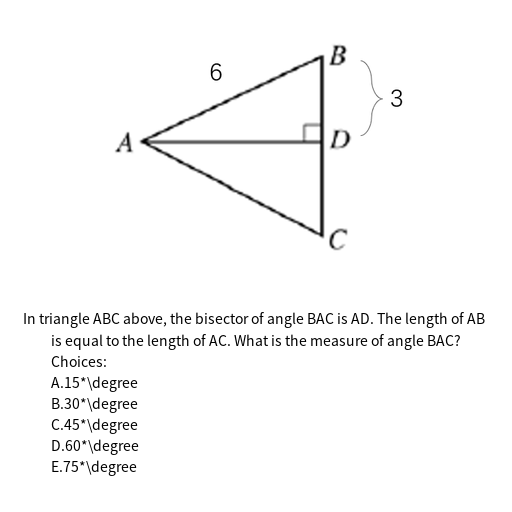 B
6
3
A
D
C
In triangle ABC above, the bisector of angle BAC is AD. The length of AB
is equal to the length of AC. What is the measure of angle BAC?
Choices:
A.15*\degree
B.30*\degree
C.45*\degree
D.60*\degree
E.75*\degree